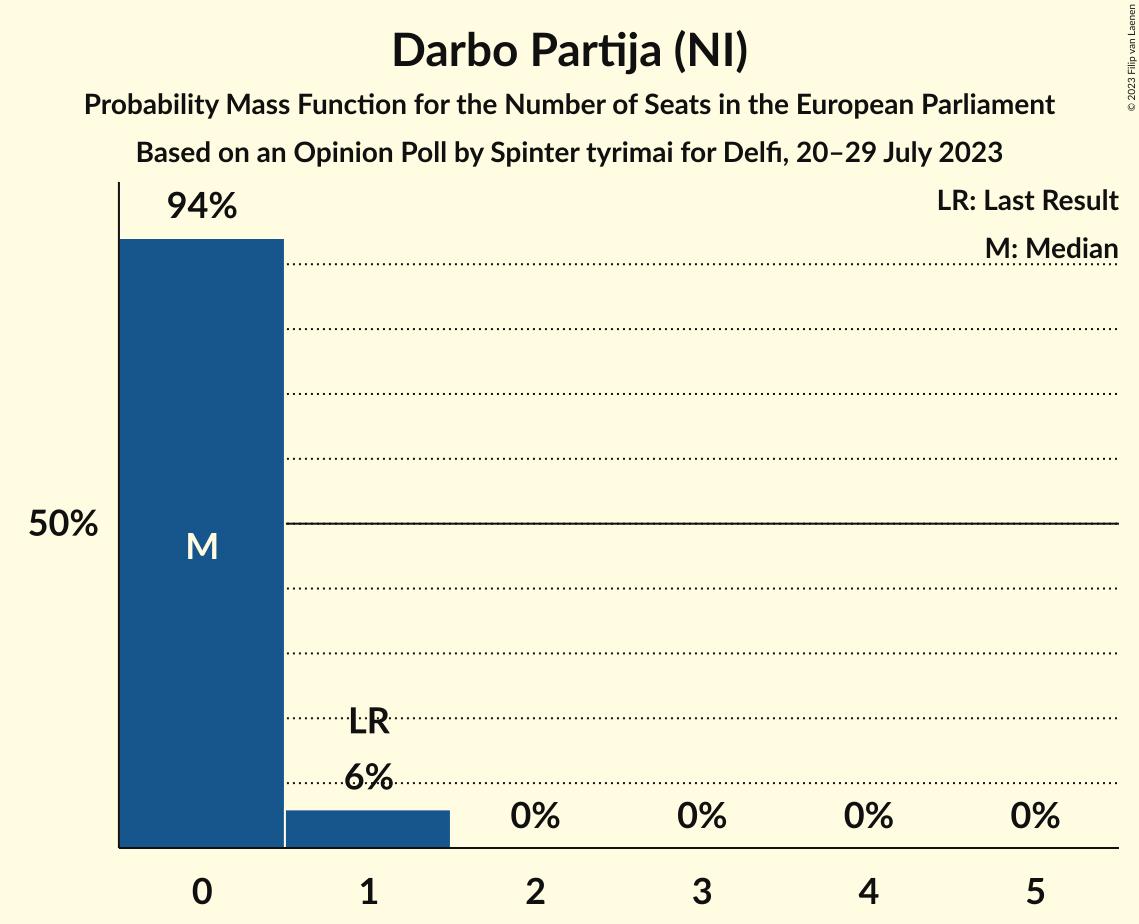 Darbo Partija (NI)
Probability Mass Function for the Number of Seats in the European Parliament
Based on an Opinion Poll by Spinter tyrimai for Delfi, 20–29 July 2023
© 2023 Filip van Laenen
LR: Last Result
M: Median
94%
50%
M
LR
6%
0% 0% 0% 0%
0 1 2 3 4 5